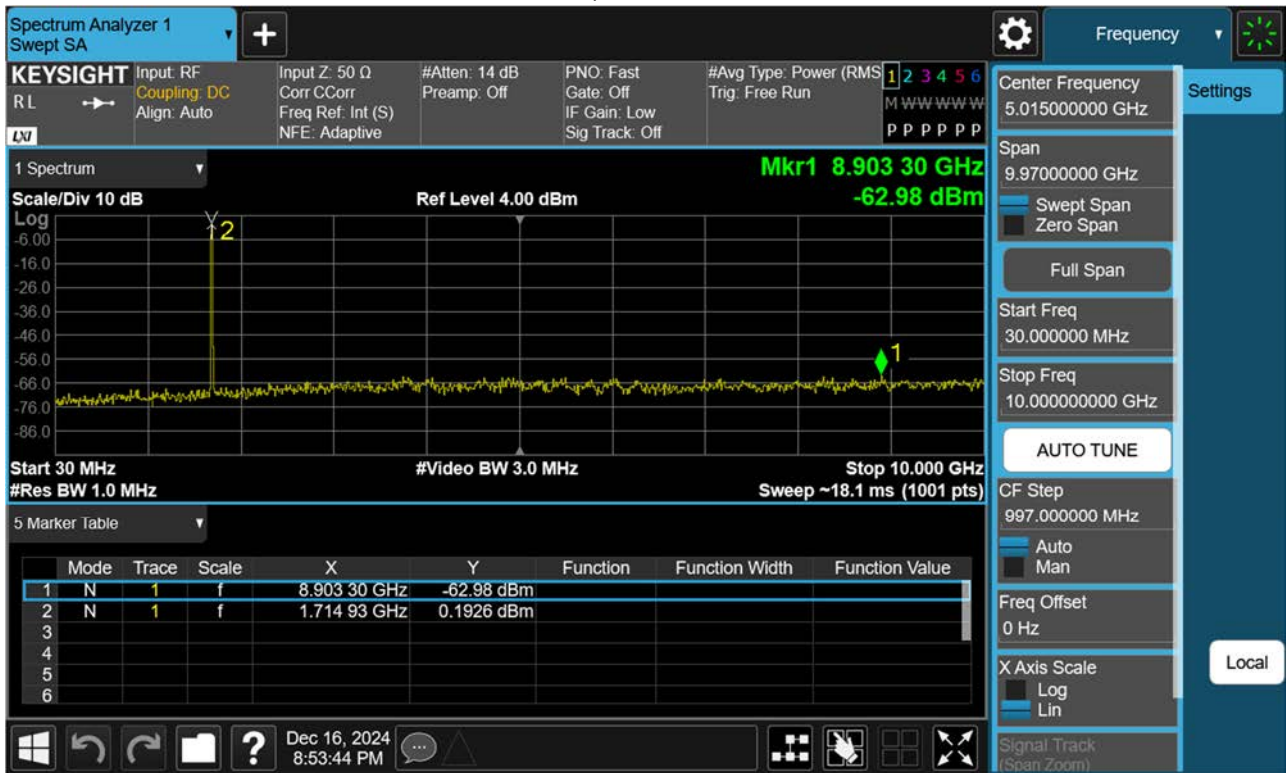 Spectrum Analyzer 1
Swept SA
+
Frequency
KEYSIGHT
RL
LXI
Input: RF
Coupling: DC
Align: Auto
Input Z: 50 Ω
Corr CCorr
Freq Ref: Int (S)
NFE: Adaptive
#Atten: 14 dB
Preamp: Off
PNO: Fast
Gate: Off
IF Gain: Low
Sig Track: Off
#Avg Type: Power (RMS
Trig: Free Run
1 2 3 4 5 6
M W W W W W
P P P P P P
1 Spectrum
Mkr1 8.903 30 GHz
-62.98 dBm
Scale/Div 10 dB
Ref Level 4.00 dBm
Log
-6.00
-16.0
-26.0
-36.0
-46.0
-56.0
-66.0
-76.0
-86.0
2
1
Start 30 MHz
#Video BW 3.0 MHz
Stop 10.000 GHz
#Res BW 1.0 MHz
Sweep ~18.1 ms (1001 pts)
5 Marker Table
Mode Trace Scale X Y Function Function Width Function Value
1 N 1 f 8.903 30 GHz -62.98 dBm
2 N 1 f 1.714 93 GHz 0.1926 dBm
3
4
5
6
?
Dec 16, 2024
8:53:44 PM
Center Frequency
5.015000000 GHz
Settings
Span
9.97000000 GHz
Swept Span
Zero Span
Full Span
Start Freq
30.000000 MHz
Stop Freq
10.000000000 GHz
AUTO TUNE
CF Step
997.000000 MHz
Auto
Man
Freq Offset
0 Hz
X Axis Scale
Log
Lin
Local
Signal Track
(Span Zoom)